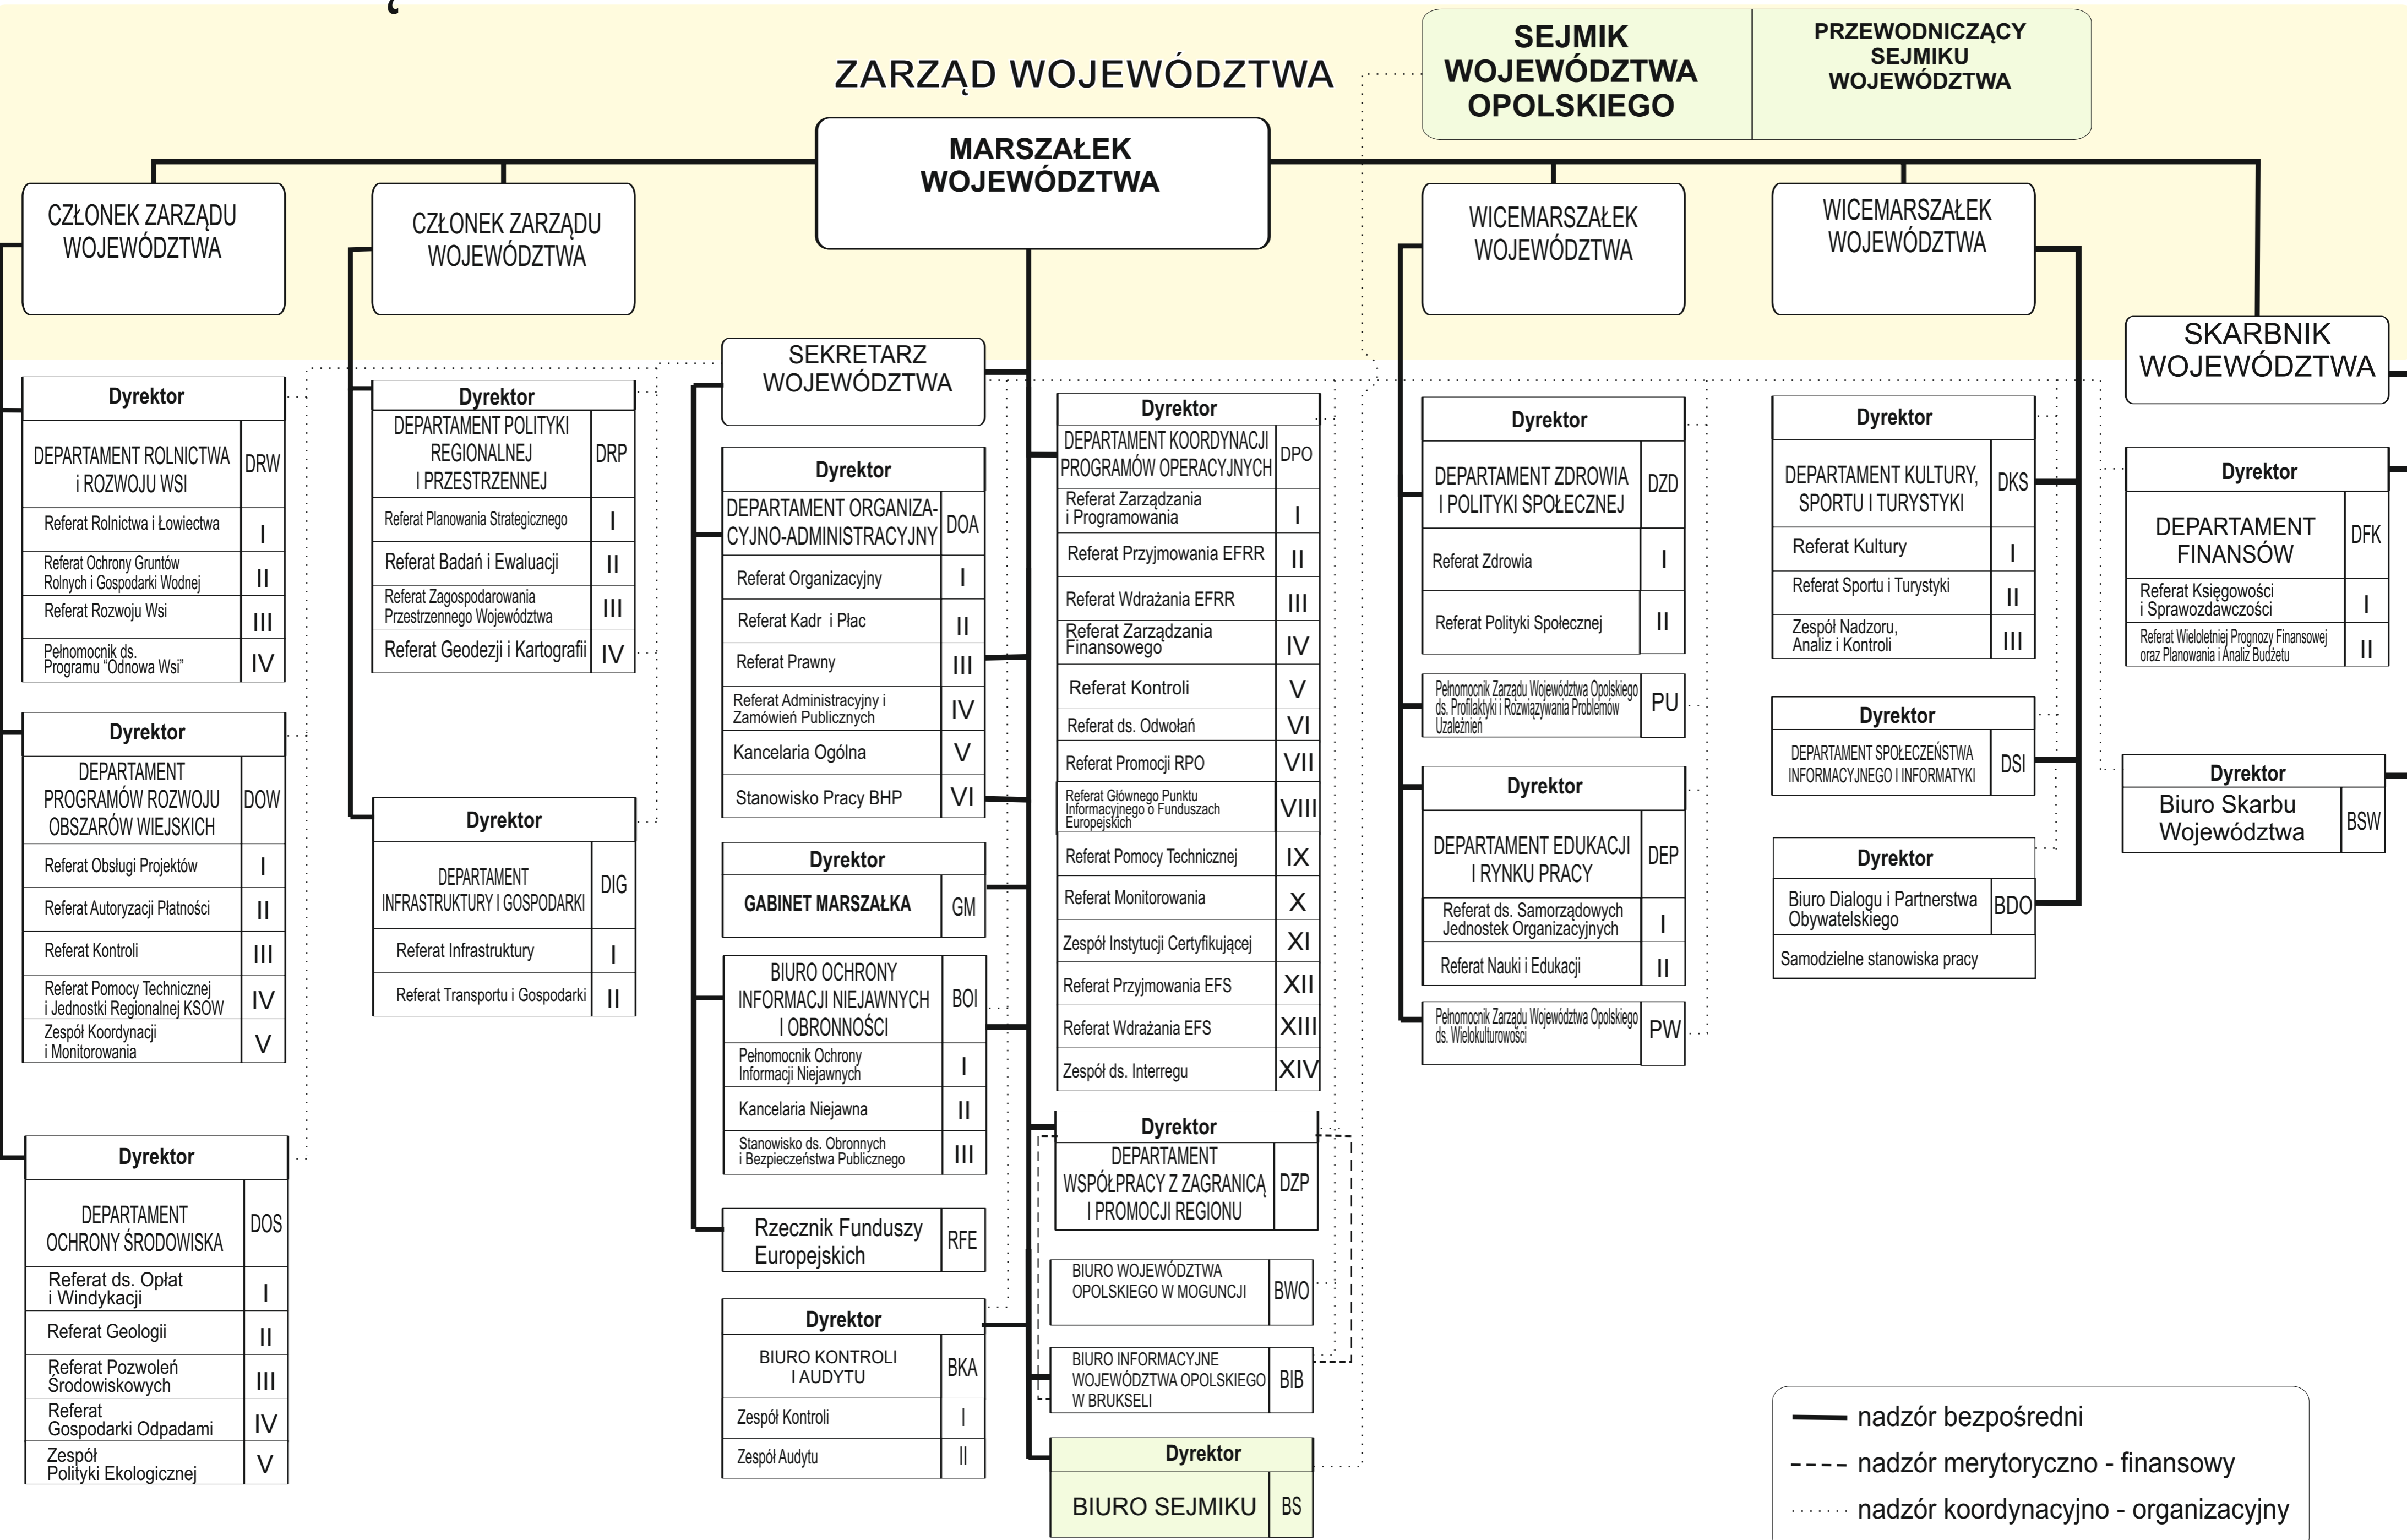 ZARZĄD WOJEWÓDZTWA
SEJMIK
WOJEWÓDZTWA
OPOLSKIEGO
PRZEWODNICZĄCY
SEJMIKU
WOJEWÓDZTWA
MARSZAŁEK
WOJEWÓDZTWA
CZŁONEK ZARZĄDU
WOJEWÓDZTWA
CZŁONEK ZARZĄDU
WOJEWÓDZTWA
WICEMARSZAŁEK
WOJEWÓDZTWA
WICEMARSZAŁEK
WOJEWÓDZTWA
SKARBNIK
WOJEWÓDZTWA
SEKRETARZ
WOJEWÓDZTWA
Dyrektor
DEPARTAMENT ROLNICTWA
i ROZWOJU WSI
DRW
Referat Rolnictwa i Łowiectwa
I
Referat Ochrony Gruntów
Rolnych i Gospodarki Wodnej
II
Referat Rozwoju Wsi
III
Pełnomocnik ds.
Programu “Odnowa Wsi”
IV
Dyrektor
DEPARTAMENT
PROGRAMÓW ROZWOJU
OBSZARÓW WIEJSKICH
DOW
Referat Obsługi Projektów
I
Referat Autoryzacji Płatności
II
Referat Kontroli
III
Referat Pomocy Technicznej
i Jednostki Regionalnej KSOW
IV
Zespół Koordynacji
i Monitorowania
V
Dyrektor
DEPARTAMENT
OCHRONY ŚRODOWISKA
DOS
Referat ds. Opłat
i Windykacji
I
Referat Geologii
II
Referat Pozwoleń
Środowiskowych
III
Referat
Gospodarki Odpadami
IV
Zespół
Polityki Ekologicznej
V
Dyrektor
DEPARTAMENT POLITYKI
REGIONALNEJ
I PRZESTRZENNEJ
DRP
Referat Planowania Strategicznego
I
Referat Badań i Ewaluacji
II
Referat Zagospodarowania
Przestrzennego Województwa
III
Referat Geodezji i Kartografii
IV
Dyrektor
DEPARTAMENT
INFRASTRUKTURY I GOSPODARKI
DIG
Referat Infrastruktury
I
Referat Transportu i Gospodarki
II
Dyrektor
DEPARTAMENT ORGANIZA-
CYJNO-ADMINISTRACYJNY
DOA
Referat Organizacyjny
I
Referat Kadr i Płac
II
Referat Prawny
III
Referat Administracyjny i
Zamówień Publicznych
IV
Kancelaria Ogólna
V
Stanowisko Pracy BHP
VI
Dyrektor
GABINET MARSZAŁKA
GM
BIURO OCHRONY
INFORMACJI NIEJAWNYCH
I OBRONNOŚCI
BOI
Pełnomocnik Ochrony
Informacji Niejawnych
I
Kancelaria Niejawna
II
Stanowisko ds. Obronnych
i Bezpieczeństwa Publicznego
III
Rzecznik Funduszy
Europejskich
RFE
Dyrektor
BIURO KONTROLI
I AUDYTU
BKA
Zespół Kontroli
I
Zespół Audytu
II
Dyrektor
DEPARTAMENT KOORDYNACJI
PROGRAMÓW OPERACYJNYCH
DPO
Referat Zarządzania
i Programowania
I
Referat Przyjmowania EFRR
II
Referat Wdrażania EFRR
III
Referat Zarządzania
Finansowego
IV
Referat Kontroli
V
Referat ds. Odwołań
VI
Referat Promocji RPO
VII
Referat Głównego Punktu
Informacyjnego o Funduszach
Europejskich
VIII
Referat Pomocy Technicznej
IX
Referat Monitorowania
X
Zespół Instytucji Certyfikującej
XI
Referat Przyjmowania EFS
XII
Referat Wdrażania EFS
XIII
Zespół ds. Interregu
XIV
Dyrektor
DEPARTAMENT
WSPÓŁPRACY Z ZAGRANICĄ
I PROMOCJI REGIONU
DZP
BIURO WOJEWÓDZTWA
OPOLSKIEGO W MOGUNCJI
BWO
BIURO INFORMACYJNE
WOJEWÓDZTWA OPOLSKIEGO
W BRUKSELI
BIB
Dyrektor
BIURO SEJMIKU
BS
Dyrektor
DEPARTAMENT ZDROWIA
I POLITYKI SPOŁECZNEJ
DZD
Referat Zdrowia
I
Referat Polityki Społecznej
II
Pełnomocnik Zarządu Województwa Opolskiego
ds. Profilaktyki i Rozwiązywania Problemów
Uzależnień
PU
Dyrektor
DEPARTAMENT EDUKACJI
I RYNKU PRACY
DEP
Referat ds. Samorządowych
Jednostek Organizacyjnych
I
Referat Nauki i Edukacji
II
Pełnomocnik Zarządu Województwa Opolskiego
ds. Wielokulturowości
PW
Dyrektor
DEPARTAMENT KULTURY,
SPORTU I TURYSTYKI
DKS
Referat Kultury
I
Referat Sportu i Turystyki
II
Zespół Nadzoru,
Analiz i Kontroli
III
Dyrektor
DEPARTAMENT SPOŁECZEŃSTWA
INFORMACYJNEGO I INFORMATYKI
DSI
Dyrektor
Biuro Dialogu i Partnerstwa
Obywatelskiego
BDO
Samodzielne stanowiska pracy
Dyrektor
DEPARTAMENT
FINANSÓW
DFK
Referat Księgowości
i Sprawozdawczości
I
Referat Wieloletniej Prognozy Finansowej
oraz Planowania i Analiz Budżetu
II
Dyrektor
Biuro Skarbu
Województwa
BSW
nadzór bezpośredni
nadzór merytoryczno - finansowy
nadzór koordynacyjno - organizacyjny